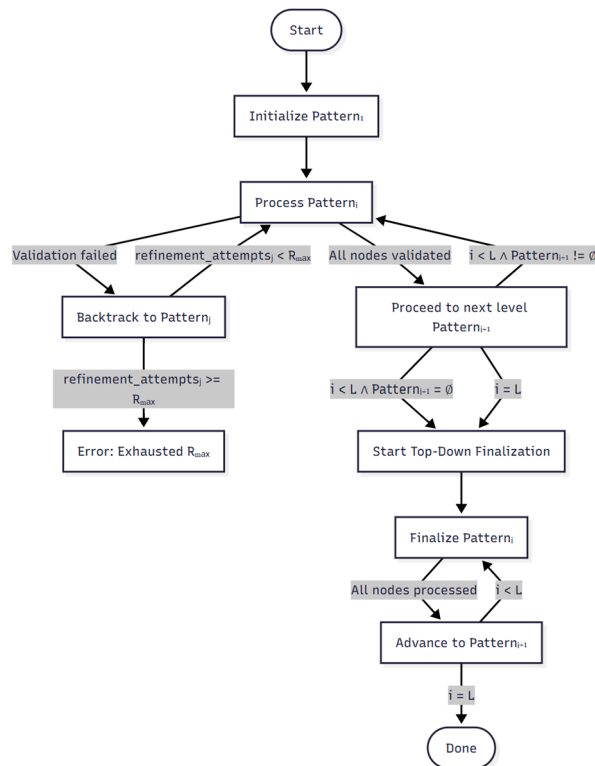 Start
Initialize Pattern₁
Process Patternᵢ
Validation failed
refinement_attemptsⱼ < Rₘₐₓ
All nodes validated
i < L ∧ Patternᵢ₊₁ != Ø
Backtrack to Patternⱼ
Proceed to next level
Patternᵢ₊₁
refinement_attemptsⱼ >=
Rₘₐₓ
i < L ∧ Patternᵢ₊₁ = Ø
i = L
Error: Exhausted Rₘₐₓ
Start Top-Down Finalization
Finalize Patternᵢ
All nodes processed
i < L
Advance to Patternᵢ₊₁
i = L
Done